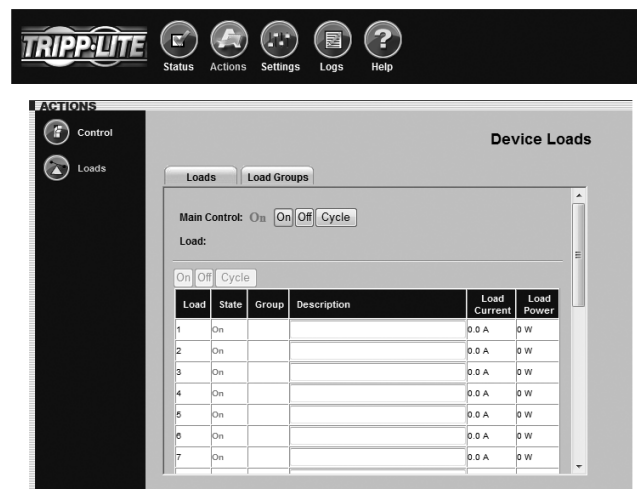 TRIPP·LITE
Status Actions Settings Logs Help
ACTIONS
Control
Loads
Device Loads
Loads Load Groups
Main Control: On On Off Cycle
Load:
On Off Cycle
Load State Group Description Load Current Load Power
1 On 0.0 A 0 W
2 On 0.0 A 0 W
3 On 0.0 A 0 W
4 On 0.0 A 0 W
5 On 0.0 A 0 W
6 On 0.0 A 0 W
7 On 0.0 A 0 W